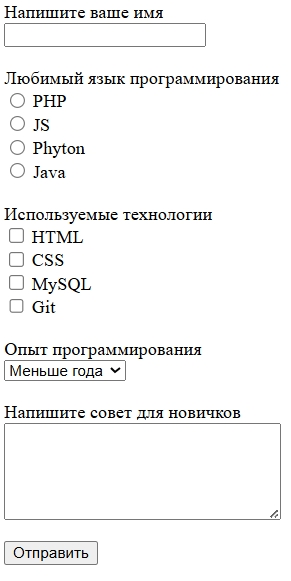 Напишите ваше имя
Любимый язык программирования
PHP
JS
Phyton
Java
Используемые технологии
HTML
CSS
MySQL
Git
Опыт программирования
Меньше года
Напишите совет для новичков
Отправить